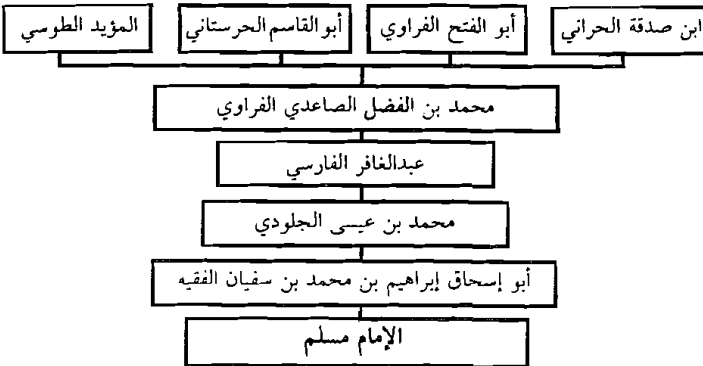 ابن صدقة الحراني
أبو الفتح الفراوي
أبو القاسم الحرستاني
المؤيد الطوسي
محمد بن الفضل الصاعدي الفراوي
عبدالغافر الفارسي
محمد بن عيسى الجلودي
أبو إسحاق إبراهيم بن محمد بن سفيان الفقيه
الإمام مسلم